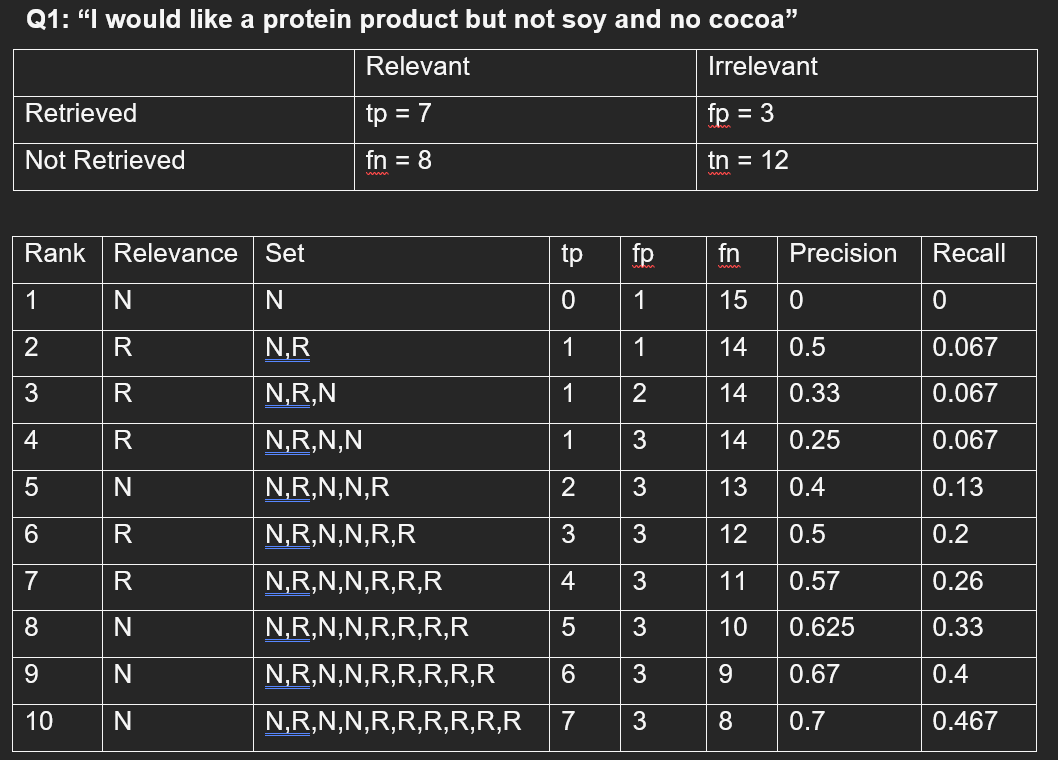 Q1: “I would like a protein product but not soy and no cocoa”
Relevant Irrelevant
Retrieved tp = 7 fp = 3
Not Retrieved fn = 8 tn = 12
Rank Relevance Set tp fp fn Precision Recall
1 N N 0 1 15 0 0
2 R N,R 1 1 14 0.5 0.067
3 R N,R,N 1 2 14 0.33 0.067
4 R N,R,N,N 1 3 14 0.25 0.067
5 N N,R,N,N,R 2 3 13 0.4 0.13
6 R N,R,N,N,R,R 3 3 12 0.5 0.2
7 R N,R,N,N,R,R,R 4 3 11 0.57 0.26
8 N N,R,N,N,R,R,R,R 5 3 10 0.625 0.33
9 N N,R,N,N,R,R,R,R,R 6 3 9 0.67 0.4
10 N N,R,N,N,R,R,R,R,R,R 7 3 8 0.7 0.467